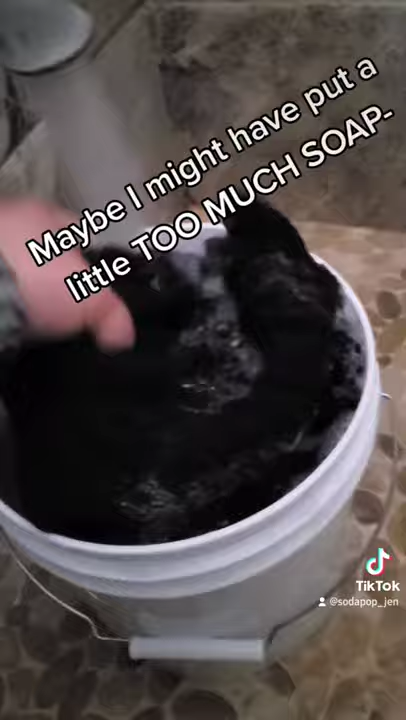 Maybe I might have put a
little TOO MUCH SOAP-
TikTok
@sodapop_jen